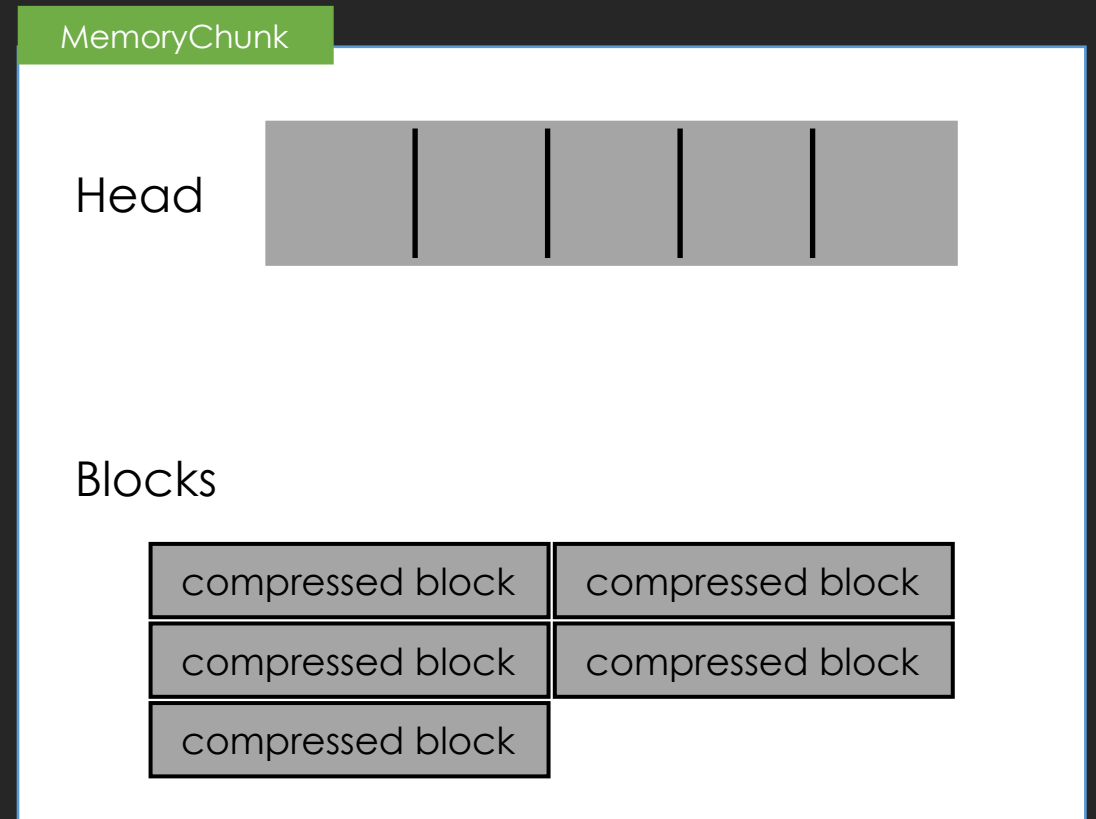 MemoryChunk
Head
Blocks
compressed block compressed block
compressed block compressed block
compressed block